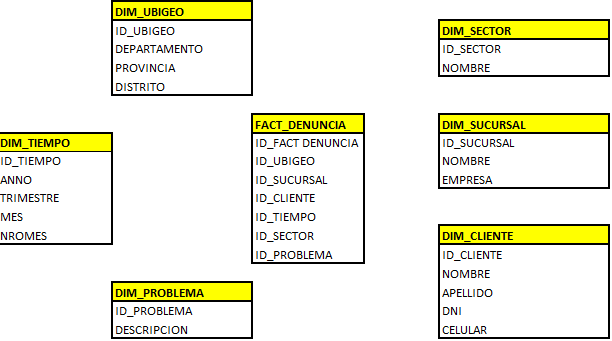 DIM_UBIGEO
ID_UBIGEO
DEPARTAMENTO
PROVINCIA
DISTRITO
DIM_SECTOR
ID_SECTOR
NOMBRE
DIM_TIEMPO
ID_TIEMPO
ANNO
TRIMESTRE
MES
NROMES
FACT_DENUNCIA
ID_FACT DENUNCIA
ID_UBIGEO
ID_SUCURSAL
ID_CLIENTE
ID_TIEMPO
ID_SECTOR
ID_PROBLEMA
DIM_SUCURSAL
ID_SUCURSAL
NOMBRE
EMPRESA
DIM_PROBLEMA
ID_PROBLEMA
DESCRIPCION
DIM_CLIENTE
ID_CLIENTE
NOMBRE
APELLIDO
DNI
CELULAR